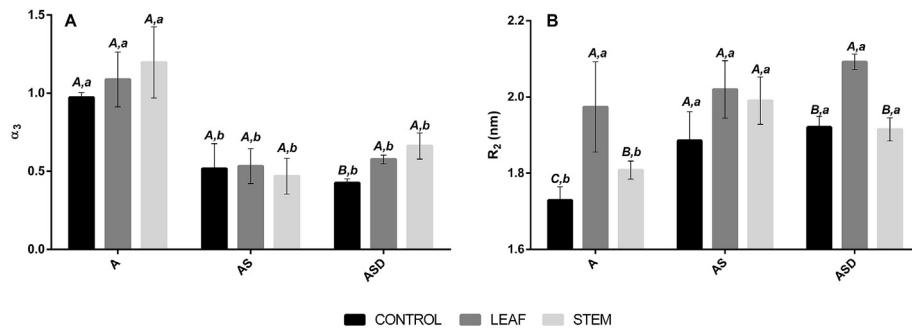 A
α3
1.5
1.0
0.5
0.0
A,a
A,a
A,a
A,b
A,b
A,b
B,b
A,b
A,b
A
AS
ASD
B
R2 (nm)
2.2
2.0
1.8
1.6
C,b
A,a
B,b
A,a
A,a
A,a
B,a
A,a
B,a
A
AS
ASD
CONTROL LEAF STEM